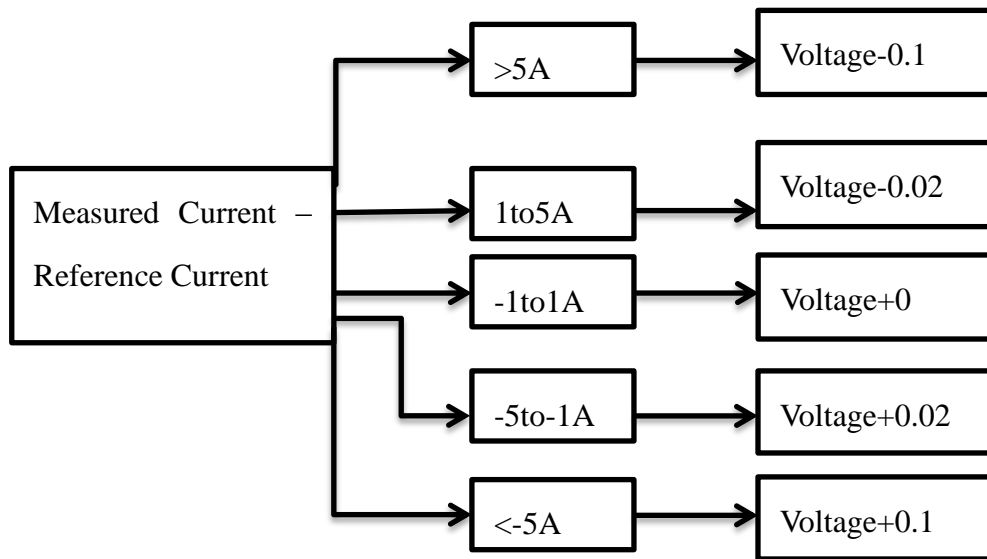 >5A
Voltage-0.1
Measured Current –
Reference Current
1to5A
Voltage-0.02
-1to1A
Voltage+0
-5to-1A
Voltage+0.02
<-5A
Voltage+0.1